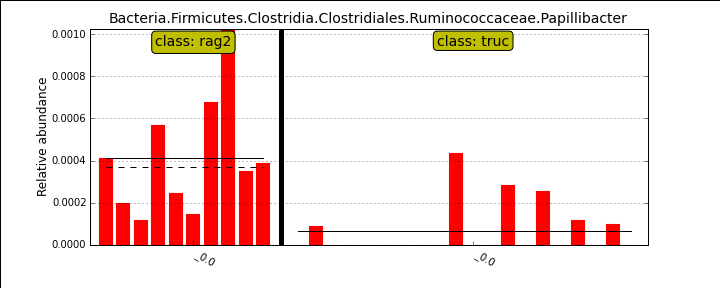 Bacteria.Firmicutes.Clostridia.Clostridiales.Ruminococcaceae.Papillibacter
class: rag2
class: truc
Relative abundance
0.0010
0.0008
0.0006
0.0004
0.0002
0.0000
-0.0
-0.0